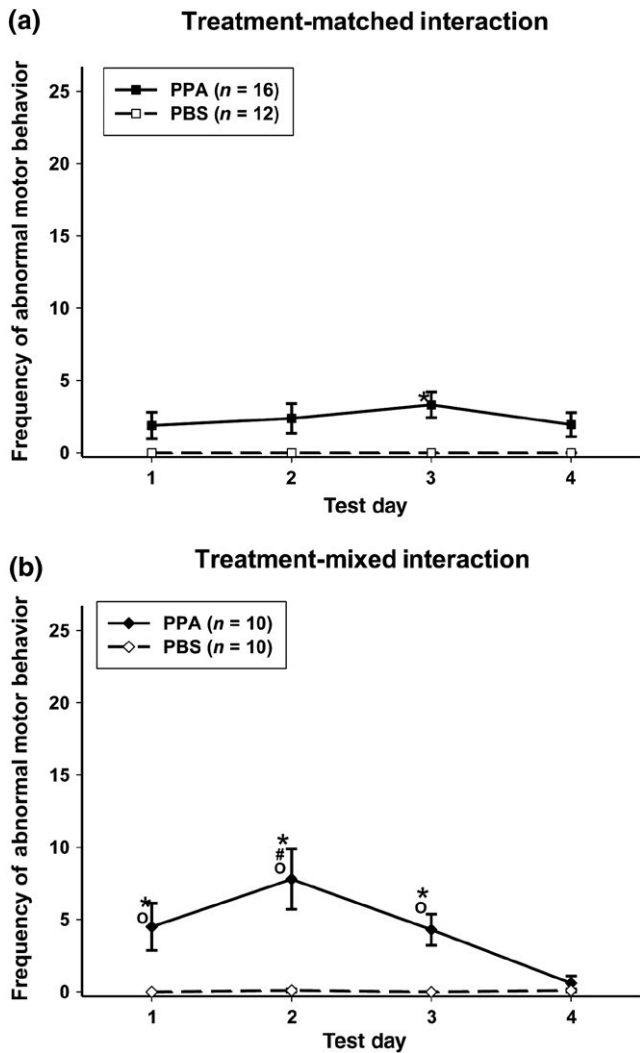 (a) Treatment-matched interaction
Frequency of abnormal motor behavior
25
20
15
10
5
0
PPA (n = 16)
PBS (n = 12)
*
1 2 3 4
Test day
(b) Treatment-mixed interaction
Frequency of abnormal motor behavior
25
20
15
10
5
0
PPA (n = 10)
PBS (n = 10)
*
o
*
#
o
*
o
1 2 3 4
Test day